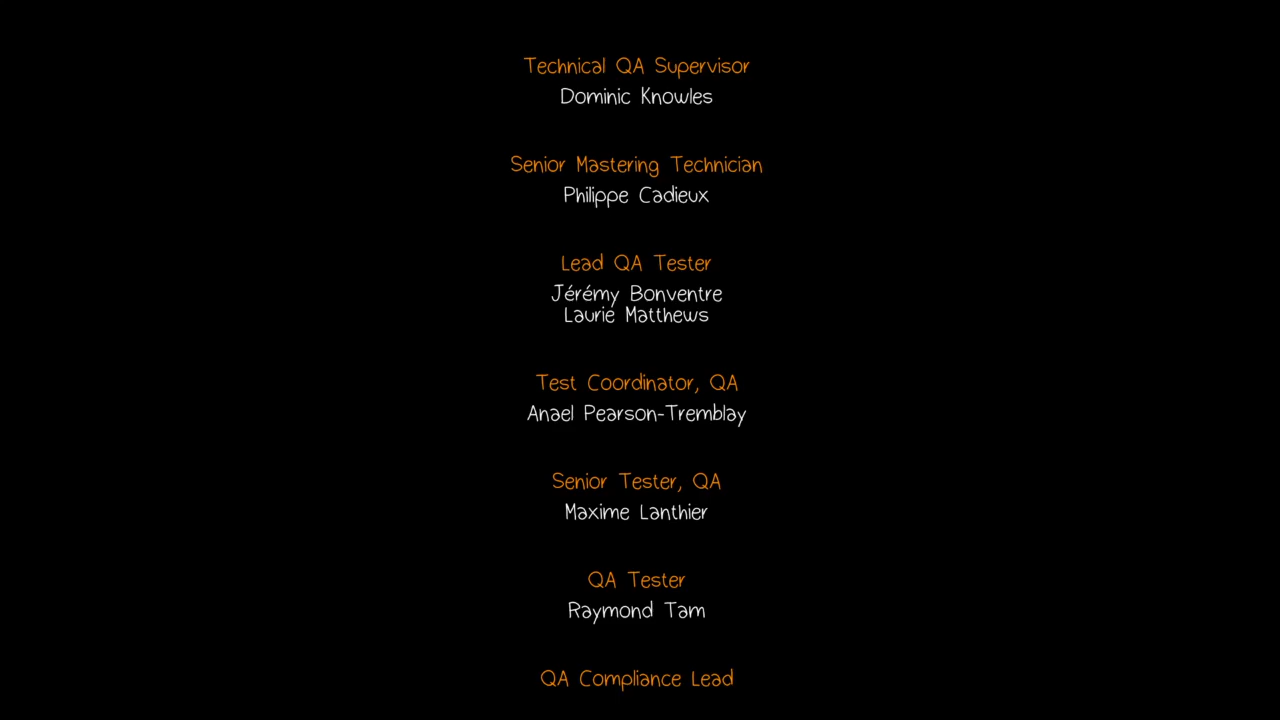 Technical QA Supervisor
Dominic Knowles
Senior Mastering Technician
Philippe Cadieux
Lead QA Tester
Jérémy Bonventre
Laurie Matthews
Test Coordinator, QA
Anael Pearson-Tremblay
Senior Tester, QA
Maxime Lanthier
QA Tester
Raymond Tam
QA Compliance Lead